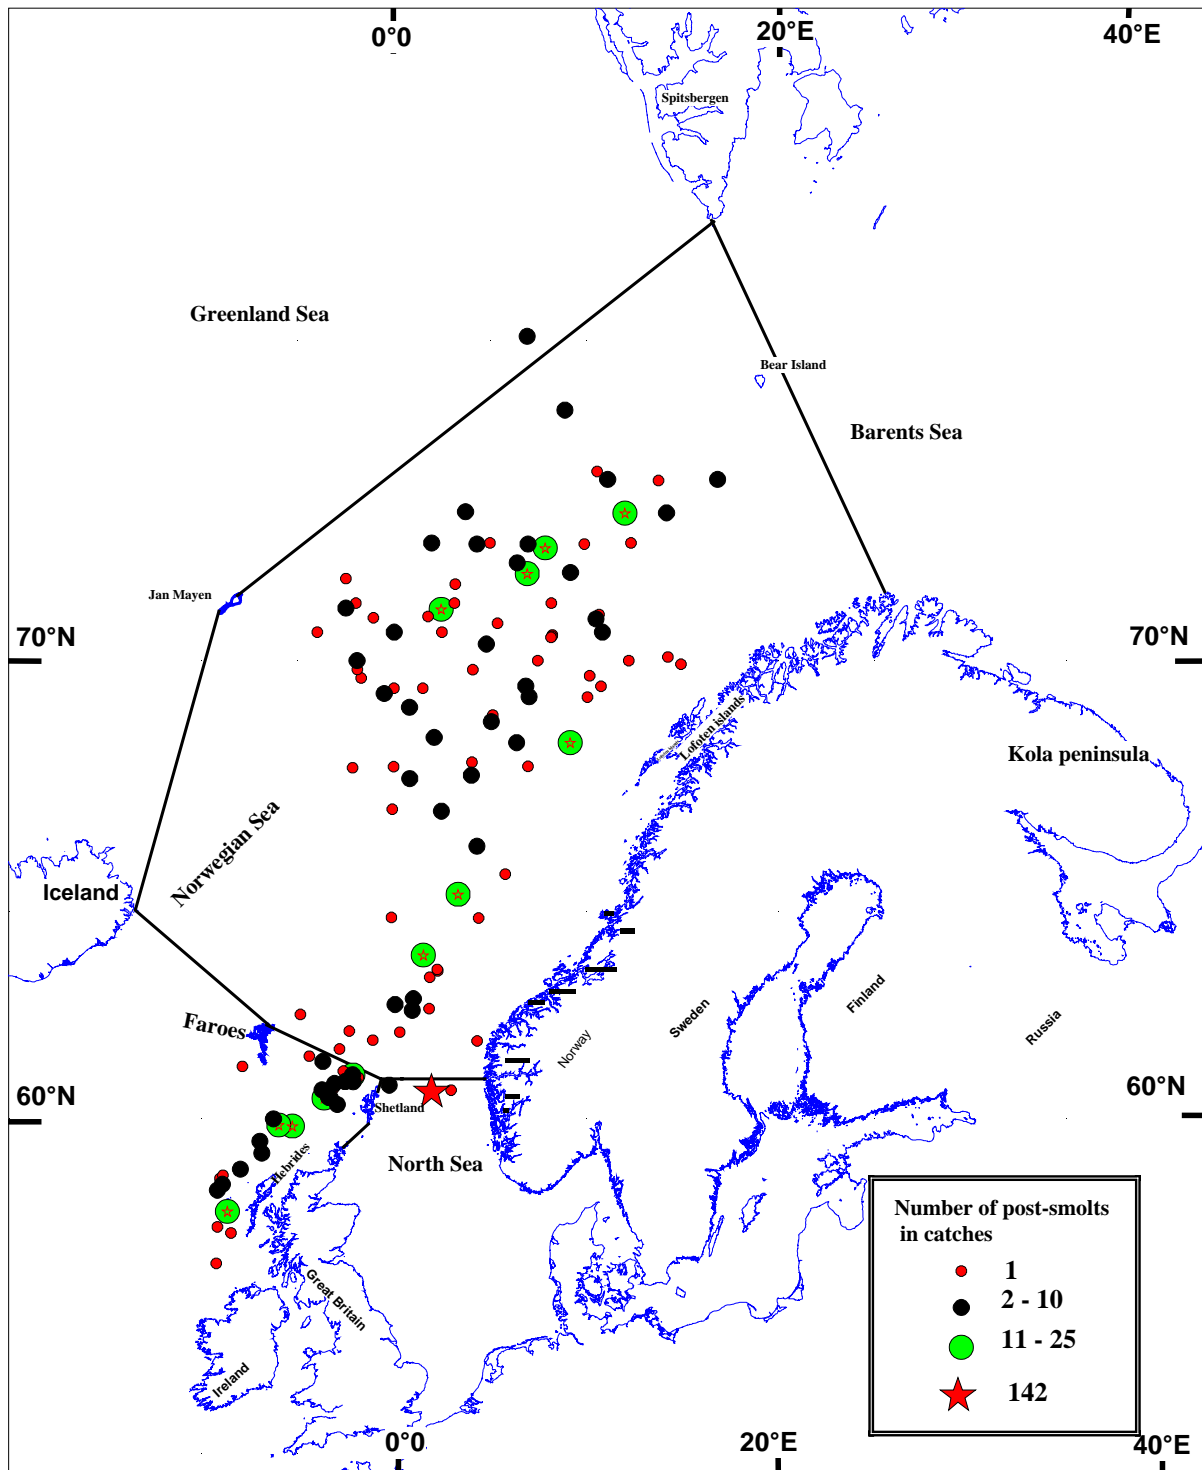 0°0
20°E
40°E
Spitsbergen
Greenland Sea
Bear Island
Barents Sea
Jan Mayen
70°N
70°N
Lofoten islands
Kola peninsula
Norwegian Sea
Iceland
Faroes
Norway
Sweden
Finland
Russia
60°N
60°N
Shetland
Hebrides
North Sea
Great Britain
Ireland
Number of post-smolts
in catches
1
2 - 10
11 - 25
142
0°0
20°E
40°E